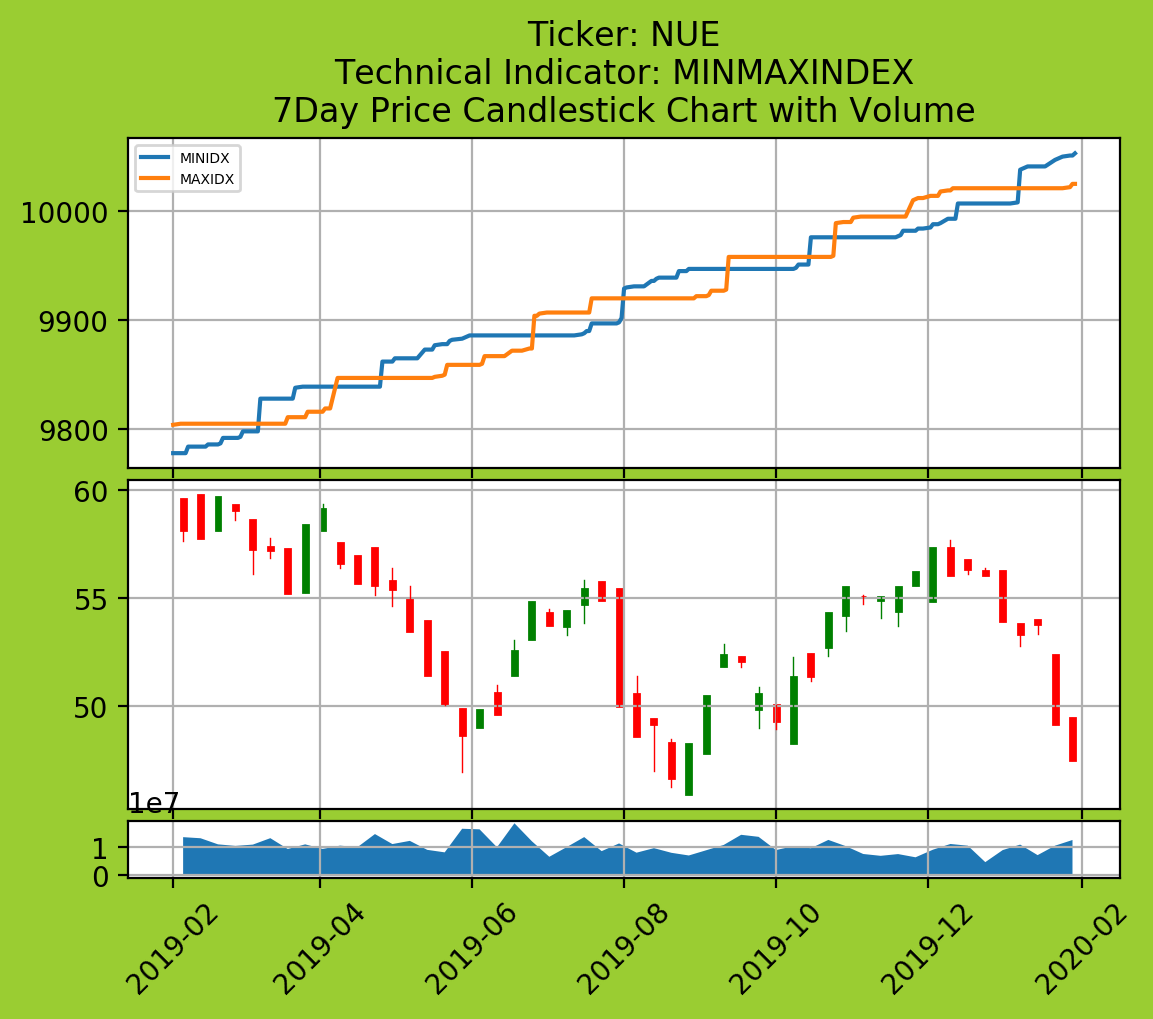 Ticker: NUE
Technical Indicator: MINMAXINDEX
7Day Price Candlestick Chart with Volume
MINIDX
MAXIDX
10000
9900
9800
60
55
50
1e7
1
0
2019-02
2019-04
2019-06
2019-08
2019-10
2019-12
2020-02